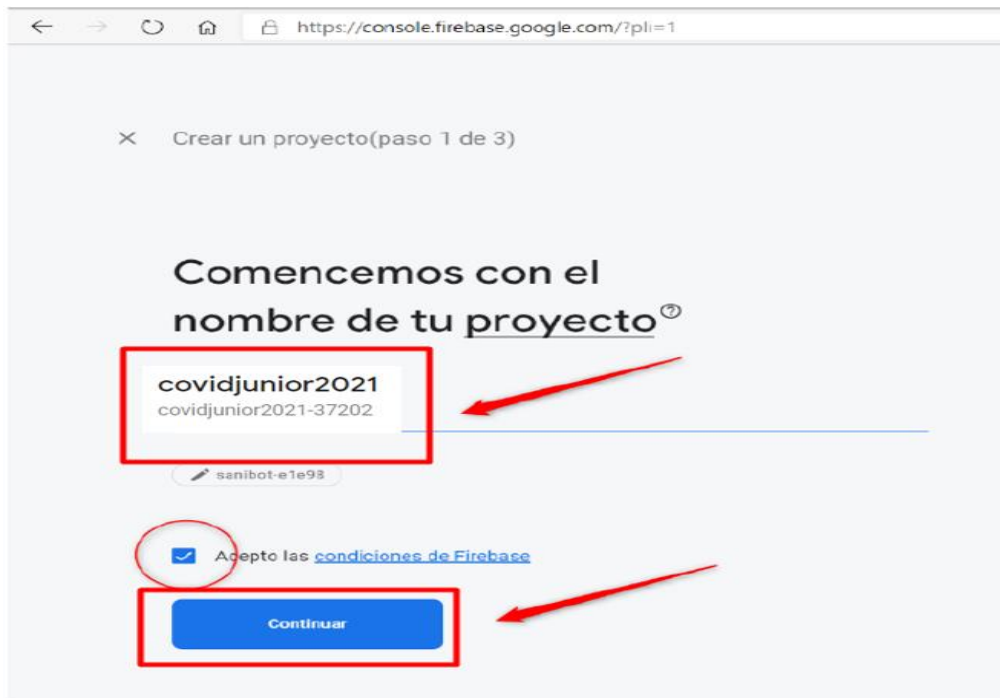 https://console.firebase.google.com/?pli=1
Crear un proyecto(paso 1 de 3)
Comencemos con el
nombre de tu proyecto
covidjunior2021
covidjunior2021-37202
sanibot-e1e98
Acepto las condiciones de Firebase
Continuar